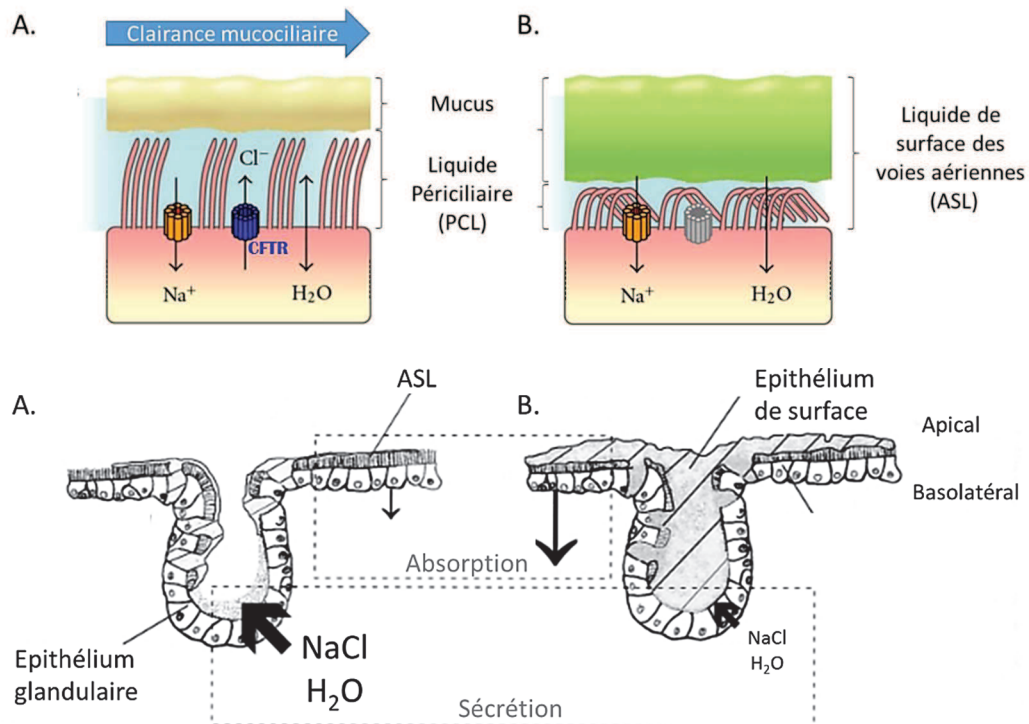 A.
Clairance mucociliaire
B.
Mucus
Cl⁻
Liquide
Périciliaire
(PCL)
CFTR
Na⁺
H₂O
Liquide de
surface des
voies aériennes
(ASL)
Na⁺
H₂O
A.
ASL
B.
Epithélium
de surface
Apical
Basolatéral
Absorption
Epithélium
glandulaire
NaCl
H₂O
NaCl
H₂O
Sécrétion